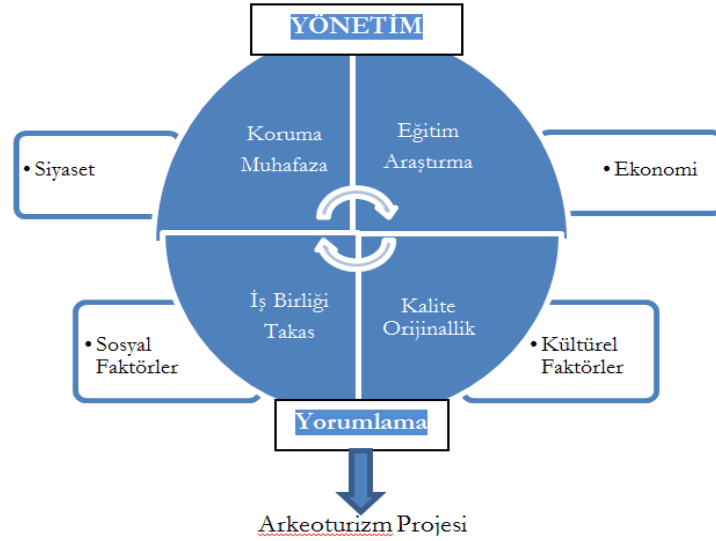 YÖNETİM
Koruma
Muhafaza
Eğitim
Araştırma
• Siyaset
• Ekonomi
İş Birliği
Takas
Kalite
Orijinallik
• Sosyal
Faktörler
• Kültürel
Faktörler
Yorumlama
Arkeoturizm Projesi